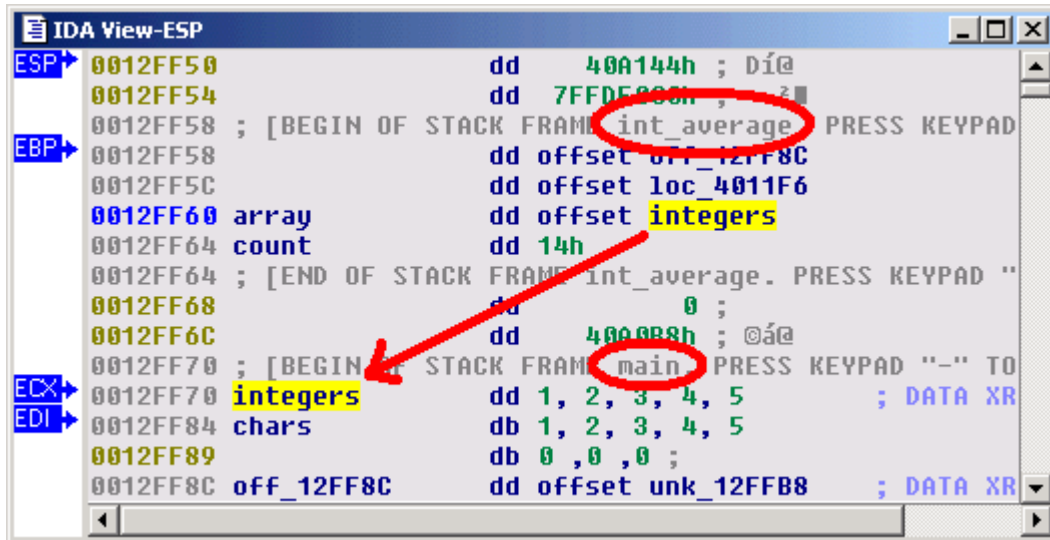 IDA View-ESP
ESP 0012FF50 dd 40A144h ; Dí@
0012FF54 dd ;
0012FF58 ; [BEGIN OF STACK FRAME int_average. PRESS KEYPAD
EBP 0012FF58 dd offset off_12FF8C
0012FF5C dd offset loc_4011F6
0012FF60 array dd offset integers
0012FF64 count dd 14h
0012FF64 ; [END OF STACK FRAME int_average. PRESS KEYPAD "
0012FF68 dd 0 ;
0012FF6C dd 40A0B8h ; ©á@
0012FF70 ; [BEGIN OF STACK FRAME main. PRESS KEYPAD "-" TO
ECX 0012FF70 integers dd 1, 2, 3, 4, 5 ; DATA XR
EDI 0012FF84 chars db 1, 2, 3, 4, 5
0012FF89 db 0 ,0 ,0 ;
0012FF8C off_12FF8C dd offset unk_12FFB8 ; DATA XR